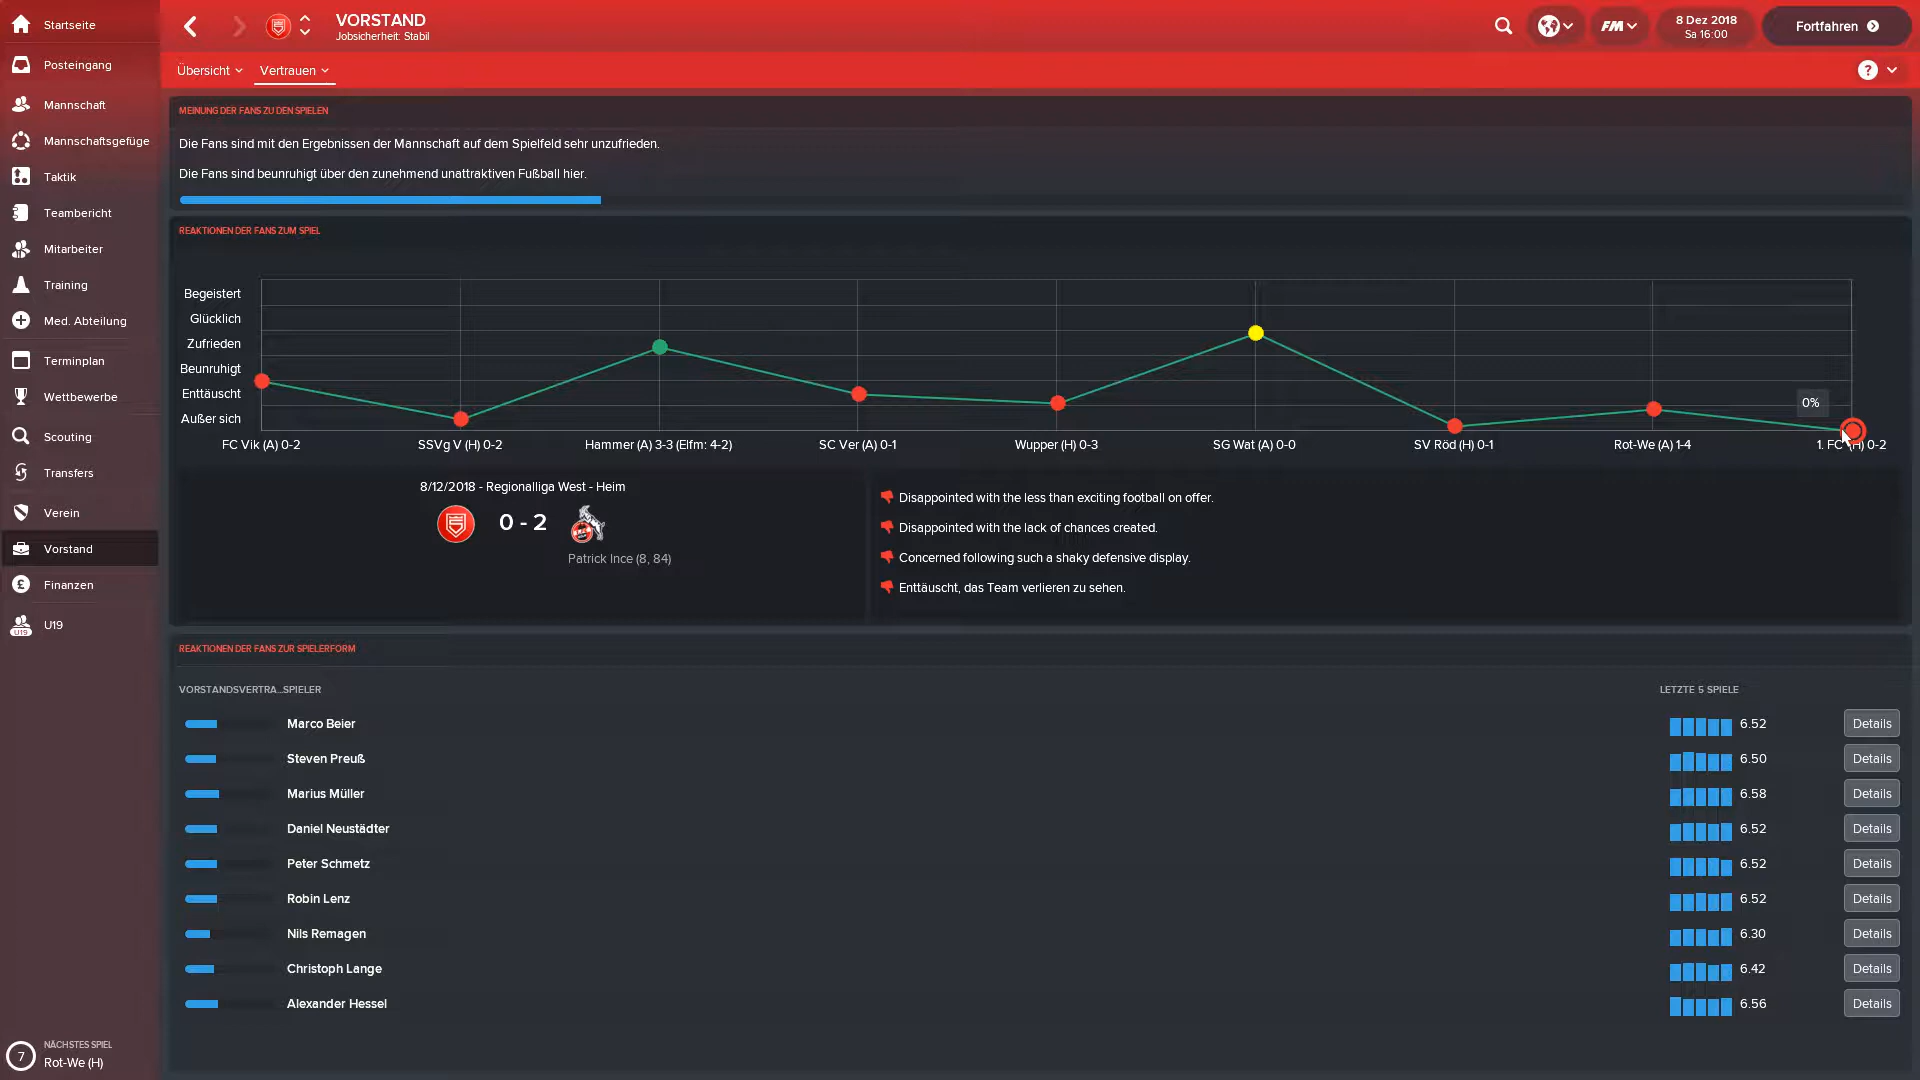 Startseite
Posteingang
Mannschaft
Mannschaftsgefüge
Taktik
Teambericht
Mitarbeiter
Training
Med. Abteilung
Terminplan
Wettbewerbe
Scouting
Transfers
Verein
Vorstand
Finanzen
U19
U19
7
NÄCHSTES SPIEL
Rot-We (H)
VORSTAND
Jobsicherheit: Stabil
FM
8 Dez 2018
Sa 16:00
Fortfahren
Übersicht
Vertrauen
?
MEINUNG DER FANS ZU DEN SPIELEN
Die Fans sind mit den Ergebnissen der Mannschaft auf dem Spielfeld sehr unzufrieden.
Die Fans sind beunruhigt über den zunehmend unattraktiven Fußball hier.
REAKTIONEN DER FANS ZUM SPIEL
Begeistert
Glücklich
Zufrieden
Beunruhigt
Enttäuscht
Außer sich
0%
FC Vik (A) 0-2
SSVg V (H) 0-2
Hammer (A) 3-3 (Elfm: 4-2)
SC Ver (A) 0-1
Wupper (H) 0-3
SG Wat (A) 0-0
SV Röd (H) 0-1
Rot-We (A) 1-4
1. FC (H) 0-2
8/12/2018 - Regionalliga West - Heim
0 - 2
Patrick Ince (8, 84)
Disappointed with the less than exciting football on offer.
Disappointed with the lack of chances created.
Concerned following such a shaky defensive display.
Enttäuscht, das Team verlieren zu sehen.
REAKTIONEN DER FANS ZUR SPIELERFORM
VORSTANDSVERTRA... SPIELER LETZTE 5 SPIELE
Marco Beier 6.52 Details
Steven Preuß 6.50 Details
Marius Müller 6.58 Details
Daniel Neustädter 6.52 Details
Peter Schmetz 6.52 Details
Robin Lenz 6.52 Details
Nils Remagen 6.30 Details
Christoph Lange 6.42 Details
Alexander Hessel 6.56 Details